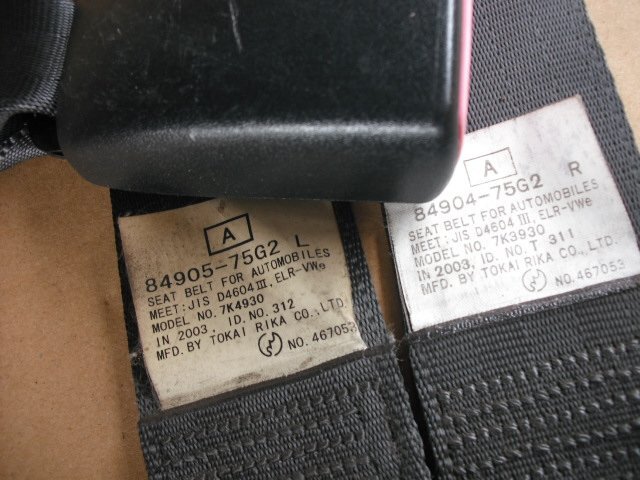 A
84905-75G2 L
SEAT BELT FOR AUTOMOBILES
MEET: JIS D4604 III. ELR-VWe
MODEL NO. 7K4930
IN 2003, ID. NO. 312
MFD. BY TOKAI RIKA CO., LTD.
NO. 467053
A
84904-75G2 R
SEAT BELT FOR AUTOMOBILES
MEET: JIS D4604 III. ELR-VWe
MODEL NO. 7K3930
IN 2003, ID. NO T 311
MFD. BY TOKAI RIKA CO., LTD.
NO. 467053